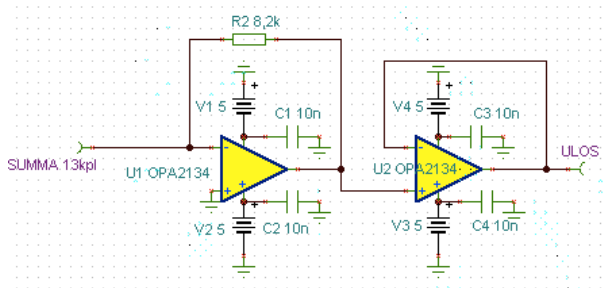 R2 8,2k
V1 5
C1 10n
V4 5
C3 10n
SUMMA 13kpl
U1 OPA2134
U2 OPA2134
ULOS
V2 5
C2 10n
V3 5
C4 10n